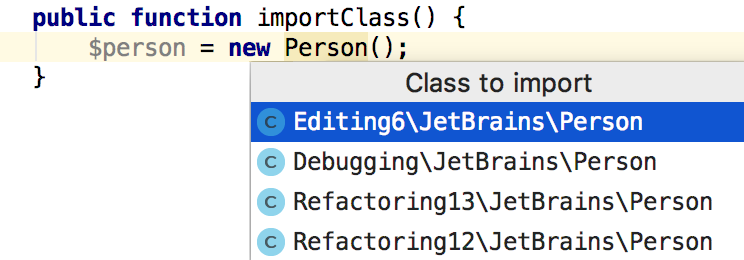 public function importClass() {
$person = new Person();
}
Class to import
C Editing6\JetBrains\Person
C Debugging\JetBrains\Person
C Refactoring13\JetBrains\Person
C Refactoring12\JetBrains\Person